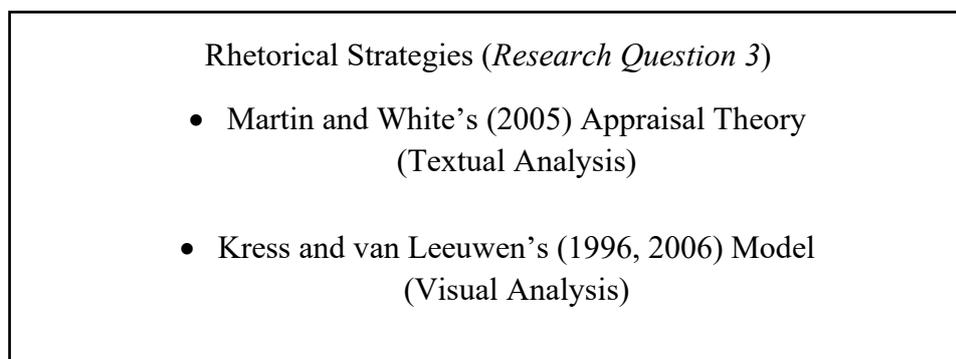 Rhetorical Strategies (Research Question 3)
• Martin and White’s (2005) Appraisal Theory
(Textual Analysis)
• Kress and van Leeuwen’s (1996, 2006) Model
(Visual Analysis)